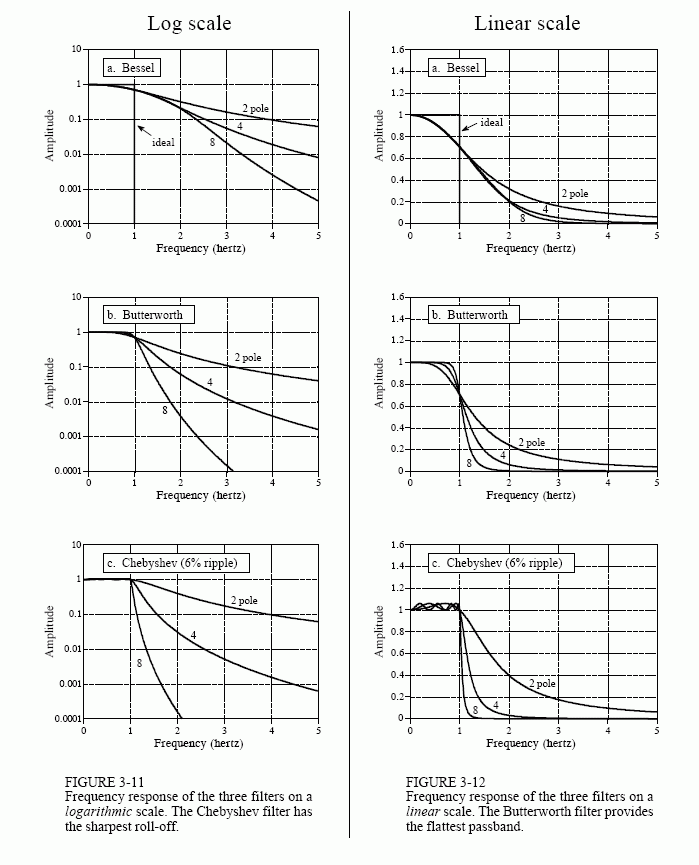 Log scale
10
1
0.1
0.01
0.001
0.0001
Amplitude
a. Bessel
2 pole
4
8
ideal
0 1 2 3 4 5
Frequency (hertz)
10
1
0.1
0.01
0.001
0.0001
Amplitude
b. Butterworth
2 pole
4
8
0 1 2 3 4 5
Frequency (hertz)
10
1
0.1
0.01
0.001
0.0001
Amplitude
c. Chebyshev (6% ripple)
2 pole
4
8
0 1 2 3 4 5
Frequency (hertz)
FIGURE 3-11
Frequency response of the three filters on a
logarithmic scale. The Chebyshev filter has
the sharpest roll-off.
Linear scale
1.6
1.4
1.2
1
0.8
0.6
0.4
0.2
0
Amplitude
a. Bessel
ideal
2 pole
4
8
0 1 2 3 4 5
Frequency (hertz)
1.6
1.4
1.2
1
0.8
0.6
0.4
0.2
0
Amplitude
b. Butterworth
2 pole
4
8
0 1 2 3 4 5
Frequency (hertz)
1.6
1.4
1.2
1
0.8
0.6
0.4
0.2
0
Amplitude
c. Chebyshev (6% ripple)
2 pole
4
8
0 1 2 3 4 5
Frequency (hertz)
FIGURE 3-12
Frequency response of the three filters on a
linear scale. The Butterworth filter provides
the flattest passband.